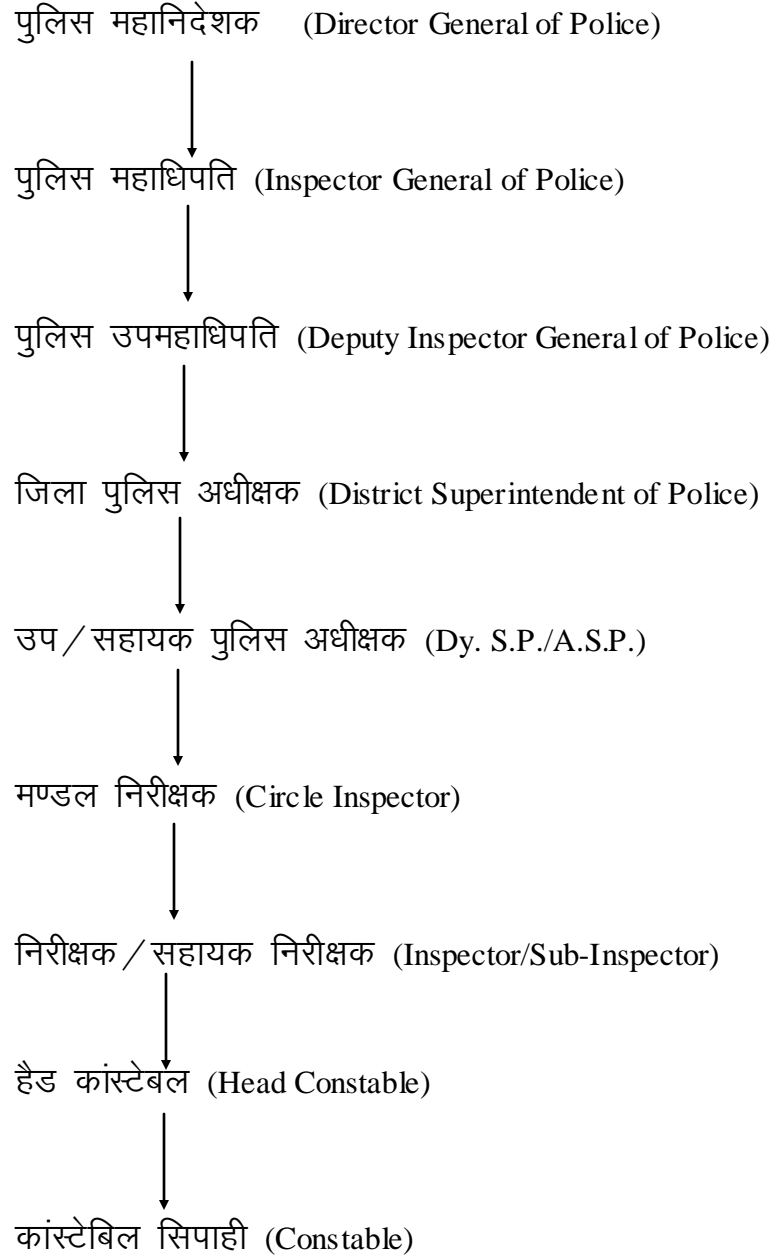 पुलिस महानिदेशक (Director General of Police)
पुलिस महाधिपति (Inspector General of Police)
पुलिस उपमहाधिपति (Deputy Inspector General of Police)
जिला पुलिस अधीक्षक (District Superintendent of Police)
उप/सहायक पुलिस अधीक्षक (Dy. S.P./A.S.P.)
मण्डल निरीक्षक (Circle Inspector)
निरीक्षक/सहायक निरीक्षक (Inspector/Sub-Inspector)
हैड कांस्टेबल (Head Constable)
कांस्टेबिल सिपाही (Constable)